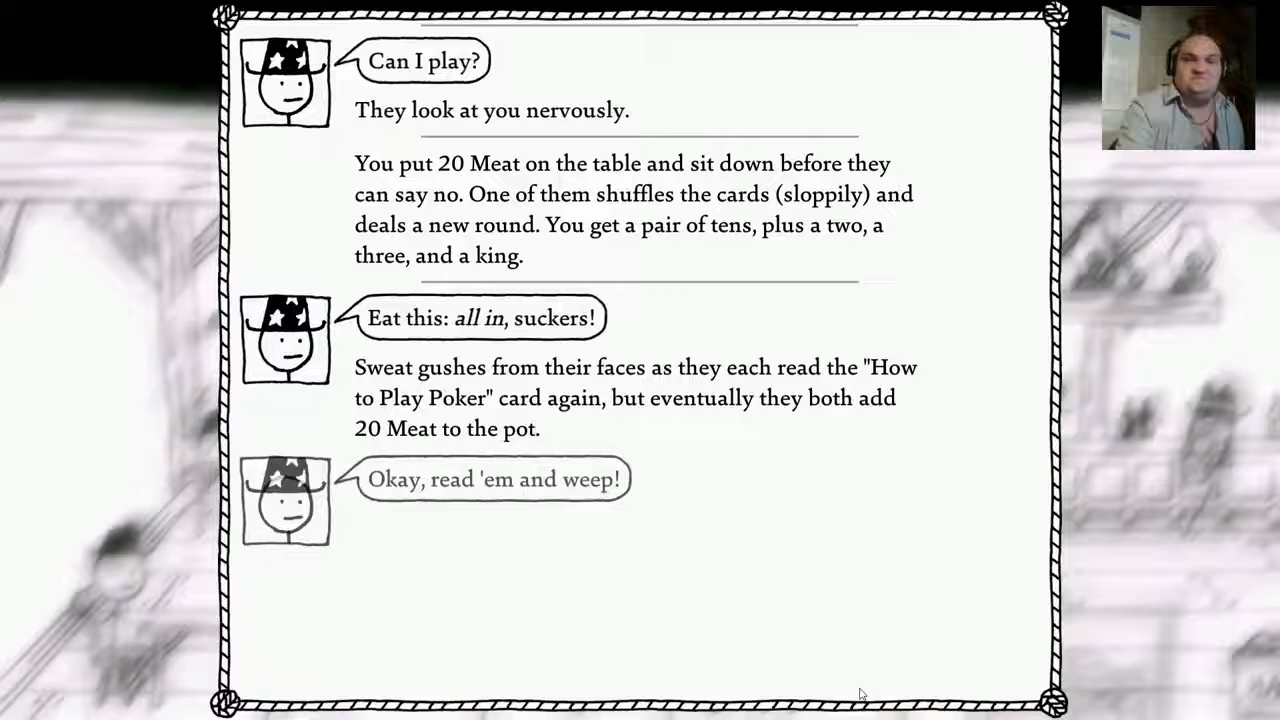 Can I play?
They look at you nervously.
You put 20 Meat on the table and sit down before they
can say no. One of them shuffles the cards (sloppily) and
deals a new round. You get a pair of tens, plus a two, a
three, and a king.
Eat this: all in, suckers!
Sweat gushes from their faces as they each read the "How
to Play Poker" card again, but eventually they both add
20 Meat to the pot.
Okay, read 'em and weep!